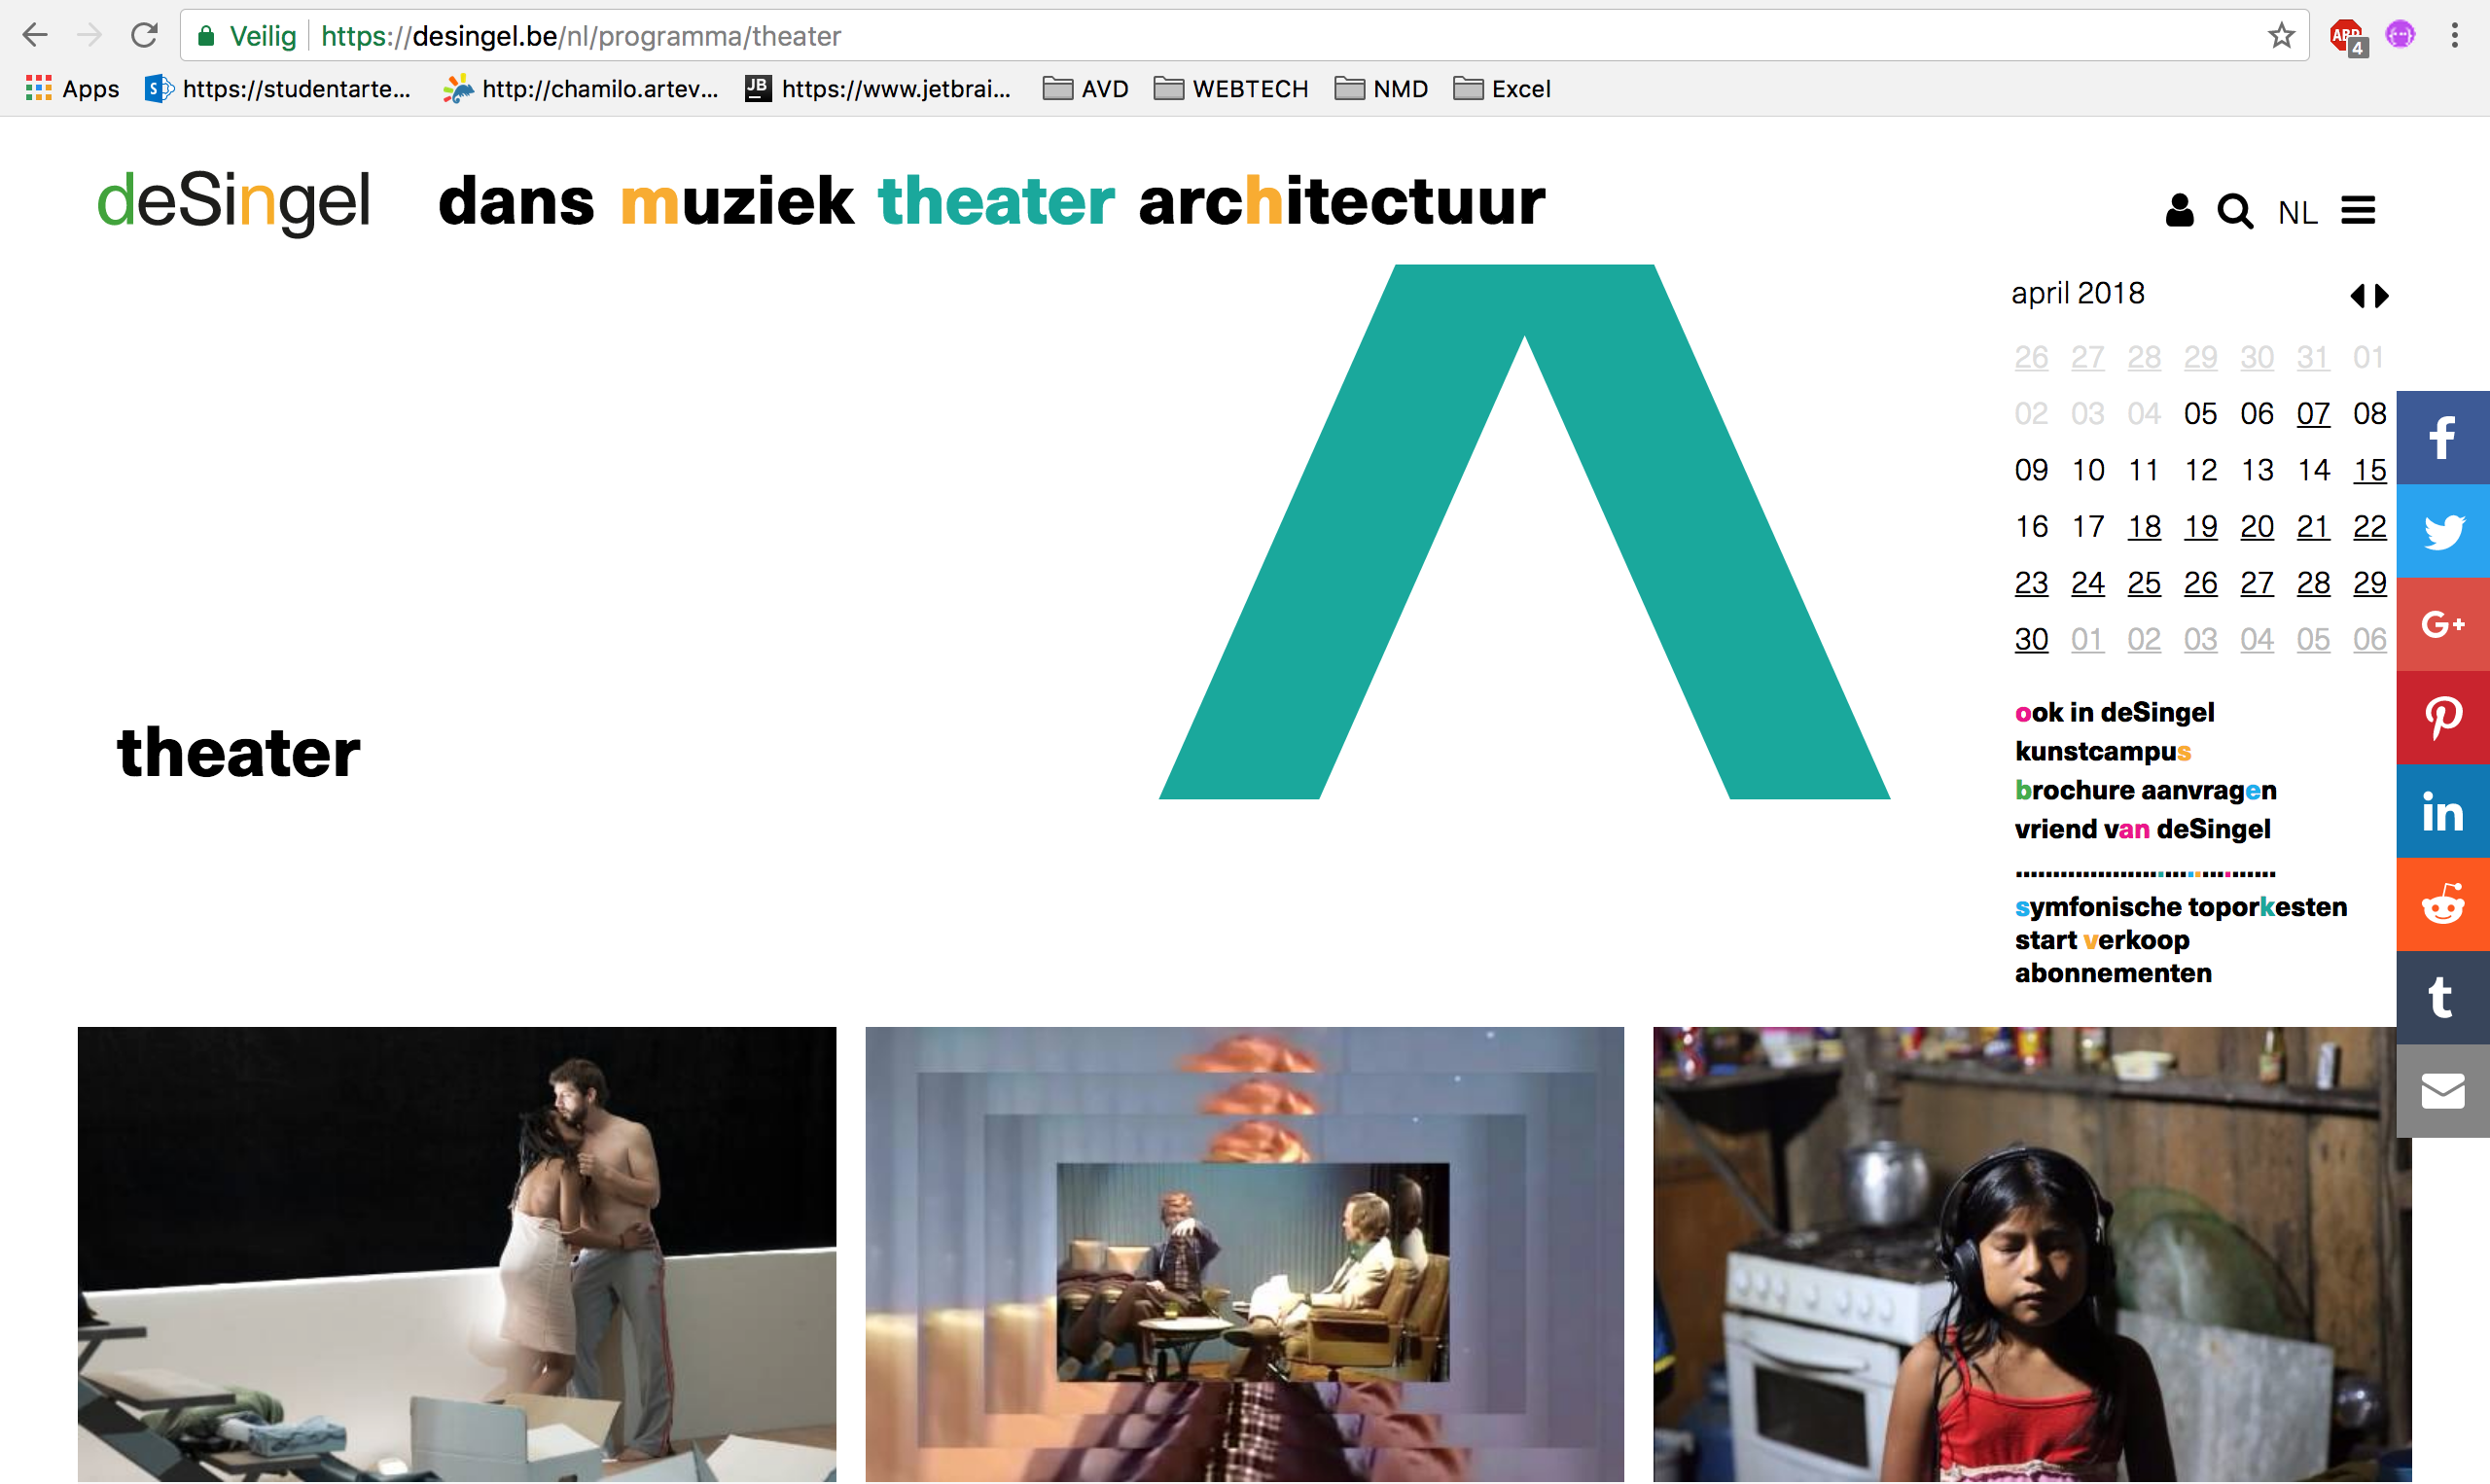 Veilig https://desingel.be/nl/programma/theater
ABP 4
Apps https://studentarte... http://chamilo.artev... https://www.jetbrai... AVD WEBTECH NMD Excel
deSingel dans muziek theater architectuur NL
april 2018
26 27 28 29 30 31 01
02 03 04 05 06 07 08
09 10 11 12 13 14 15
16 17 18 19 20 21 22
23 24 25 26 27 28 29
30 01 02 03 04 05 06
theater
ook in deSingel
kunstcampus
brochure aanvragen
vriend van deSingel
symfonische toporkesten
start verkoop
abonnementen